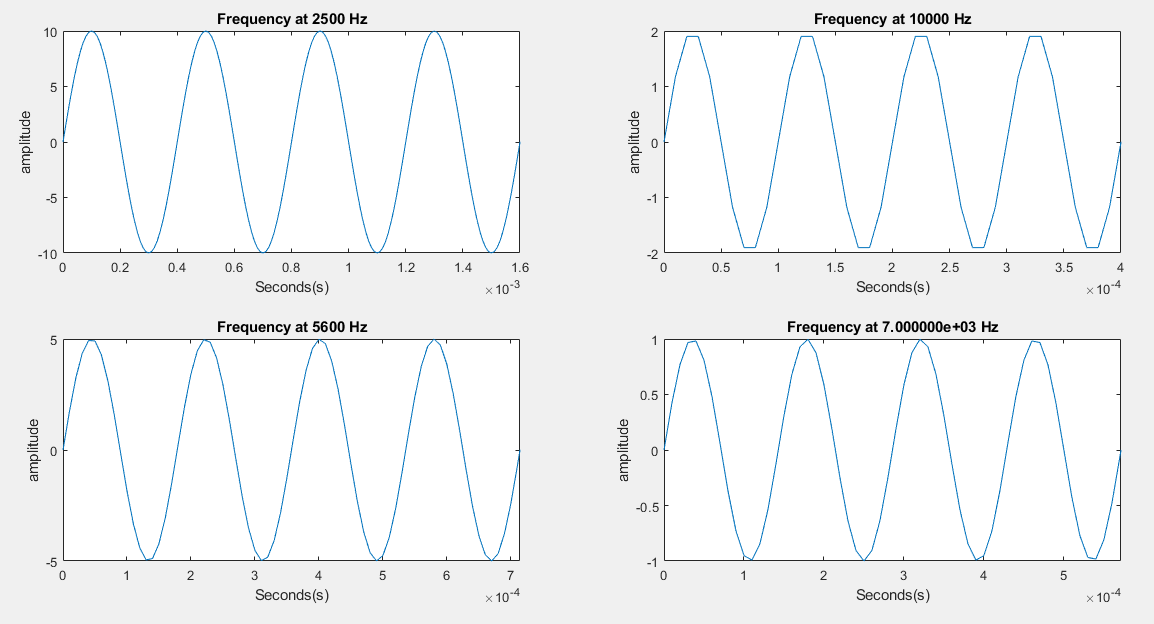 Frequency at 2500 Hz
10
5
0
-5
-10
amplitude
0 0.2 0.4 0.6 0.8 1 1.2 1.4 1.6
Seconds(s)
×10-3
Frequency at 10000 Hz
2
1
0
-1
-2
amplitude
0 0.5 1 1.5 2 2.5 3 3.5 4
Seconds(s)
×10-4
Frequency at 5600 Hz
5
0
-5
amplitude
0 1 2 3 4 5 6 7
Seconds(s)
×10-4
Frequency at 7.000000e+03 Hz
1
0.5
0
-0.5
-1
amplitude
0 1 2 3 4 5
Seconds(s)
×10-4